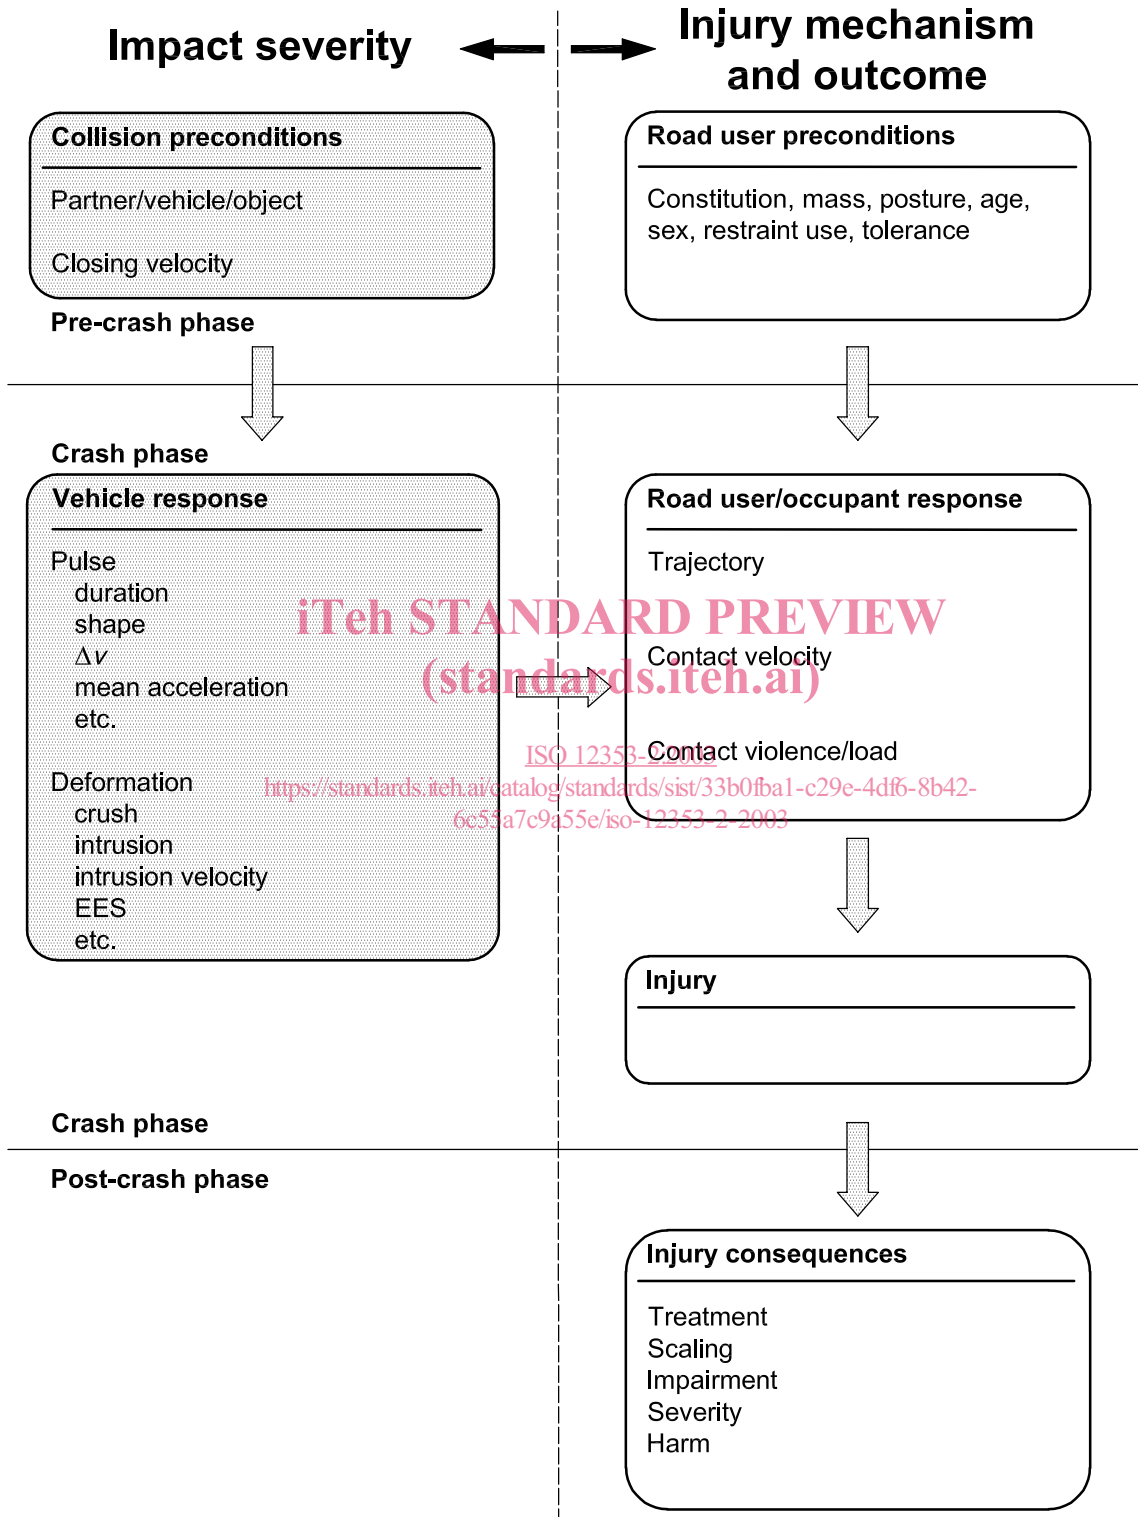 Impact severity
Injury mechanism
and outcome
Collision preconditions
Partner/vehicle/object
Closing velocity
Pre-crash phase
Road user preconditions
Constitution, mass, posture, age,
sex, restraint use, tolerance
Crash phase
Vehicle response
Pulse
duration
shape
Δv
mean acceleration
etc.
Deformation
crush
intrusion
intrusion velocity
EES
etc.
Road user/occupant response
Trajectory
Contact velocity
Contact violence/load
iTeh STANDARD PREVIEW
(standards.iteh.ai)
ISO 12353-2:2003
https://standards.iteh.ai/catalog/standards/sist/33b0fba1-c29e-4df6-8b42-
6c55a7c9a55e/iso-12353-2-2003
Injury
Crash phase
Post-crash phase
Injury consequences
Treatment
Scaling
Impairment
Severity
Harm